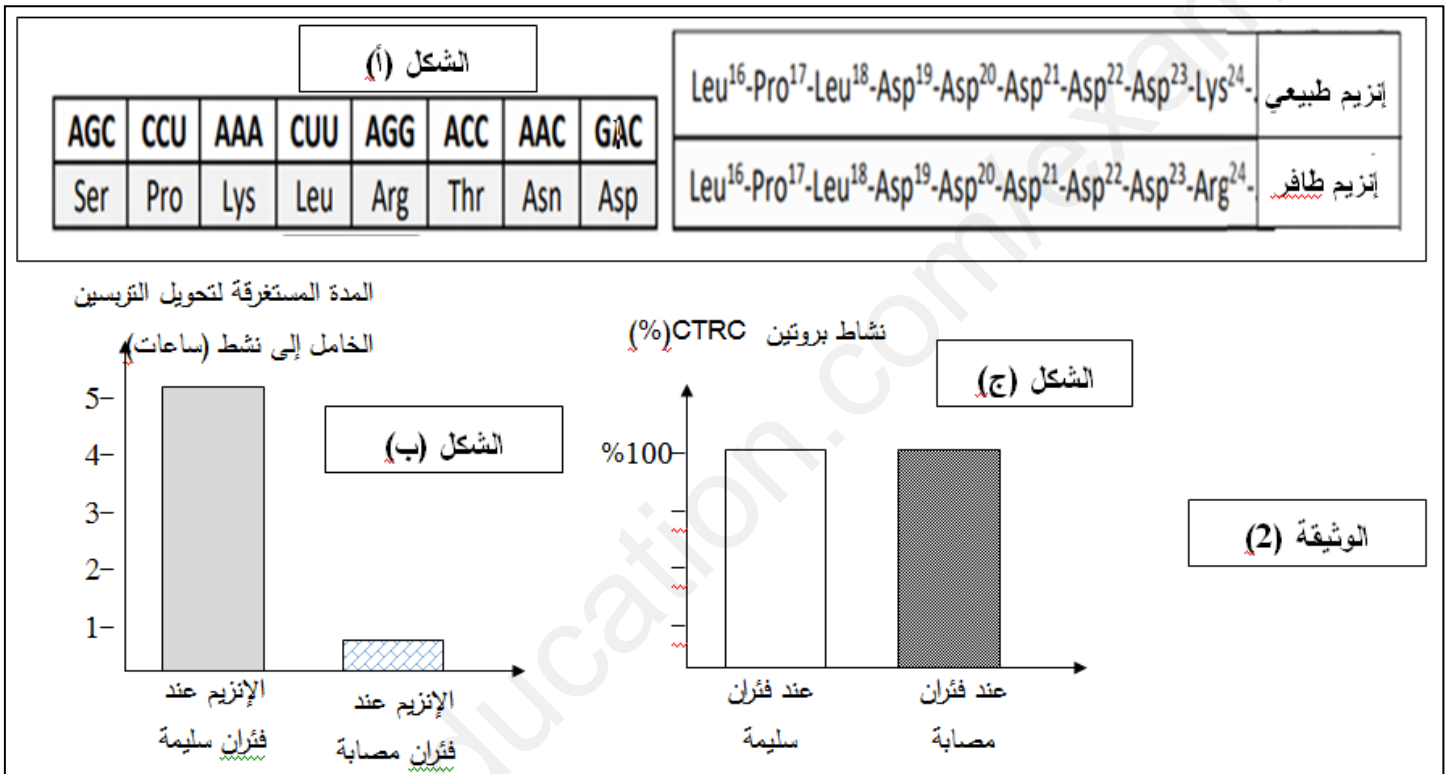 الشكل (أ)
AGC CCU AAA CUU AGG ACC AAC GAC
Ser Pro Lys Leu Arg Thr Asn Asp
إنزيم طبيعي Leu16-Pro17-Leu18-Asp19-Asp20-Asp21-Asp22-Asp23-Lys24-.
إنزيم طافر Leu16-Pro17-Leu18-Asp19-Asp20-Asp21-Asp22-Asp23-Arg24-.
المدة المستغرقة لتحويل التربسين
الخامل إلى نشط (ساعات)
الشكل (ب)
5
4
3
2
1
الإنزيم عند
فئران سليمة
الإنزيم عند
فئران مصابة
نشاط بروتين CTRC(%)
الشكل (ج)
%100
عند فئران
سليمة
عند فئران
مصابة
الوثيقة (2)
ducation.com/exam